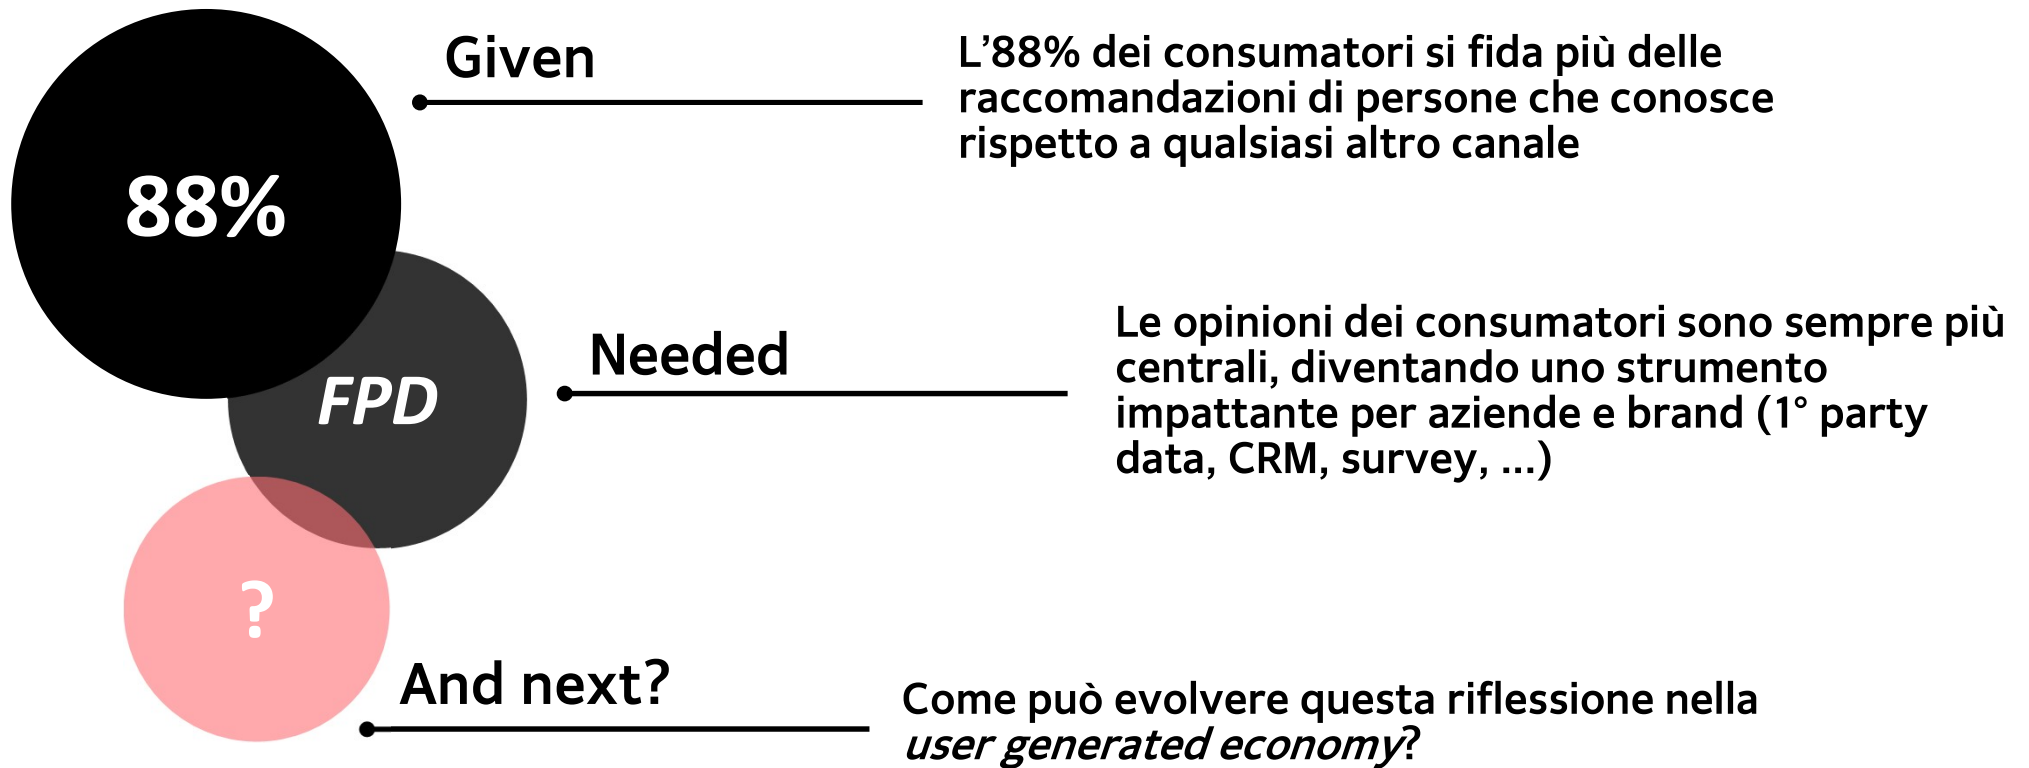 88%
Given
L'88% dei consumatori si fida più delle
raccomandazioni di persone che conosce
rispetto a qualsiasi altro canale
FPD
Needed
Le opinioni dei consumatori sono sempre più
centrali, diventando uno strumento
impattante per aziende e brand (1° party
data, CRM, survey, ...)
?
And next?
Come può evolvere questa riflessione nella
user generated economy?